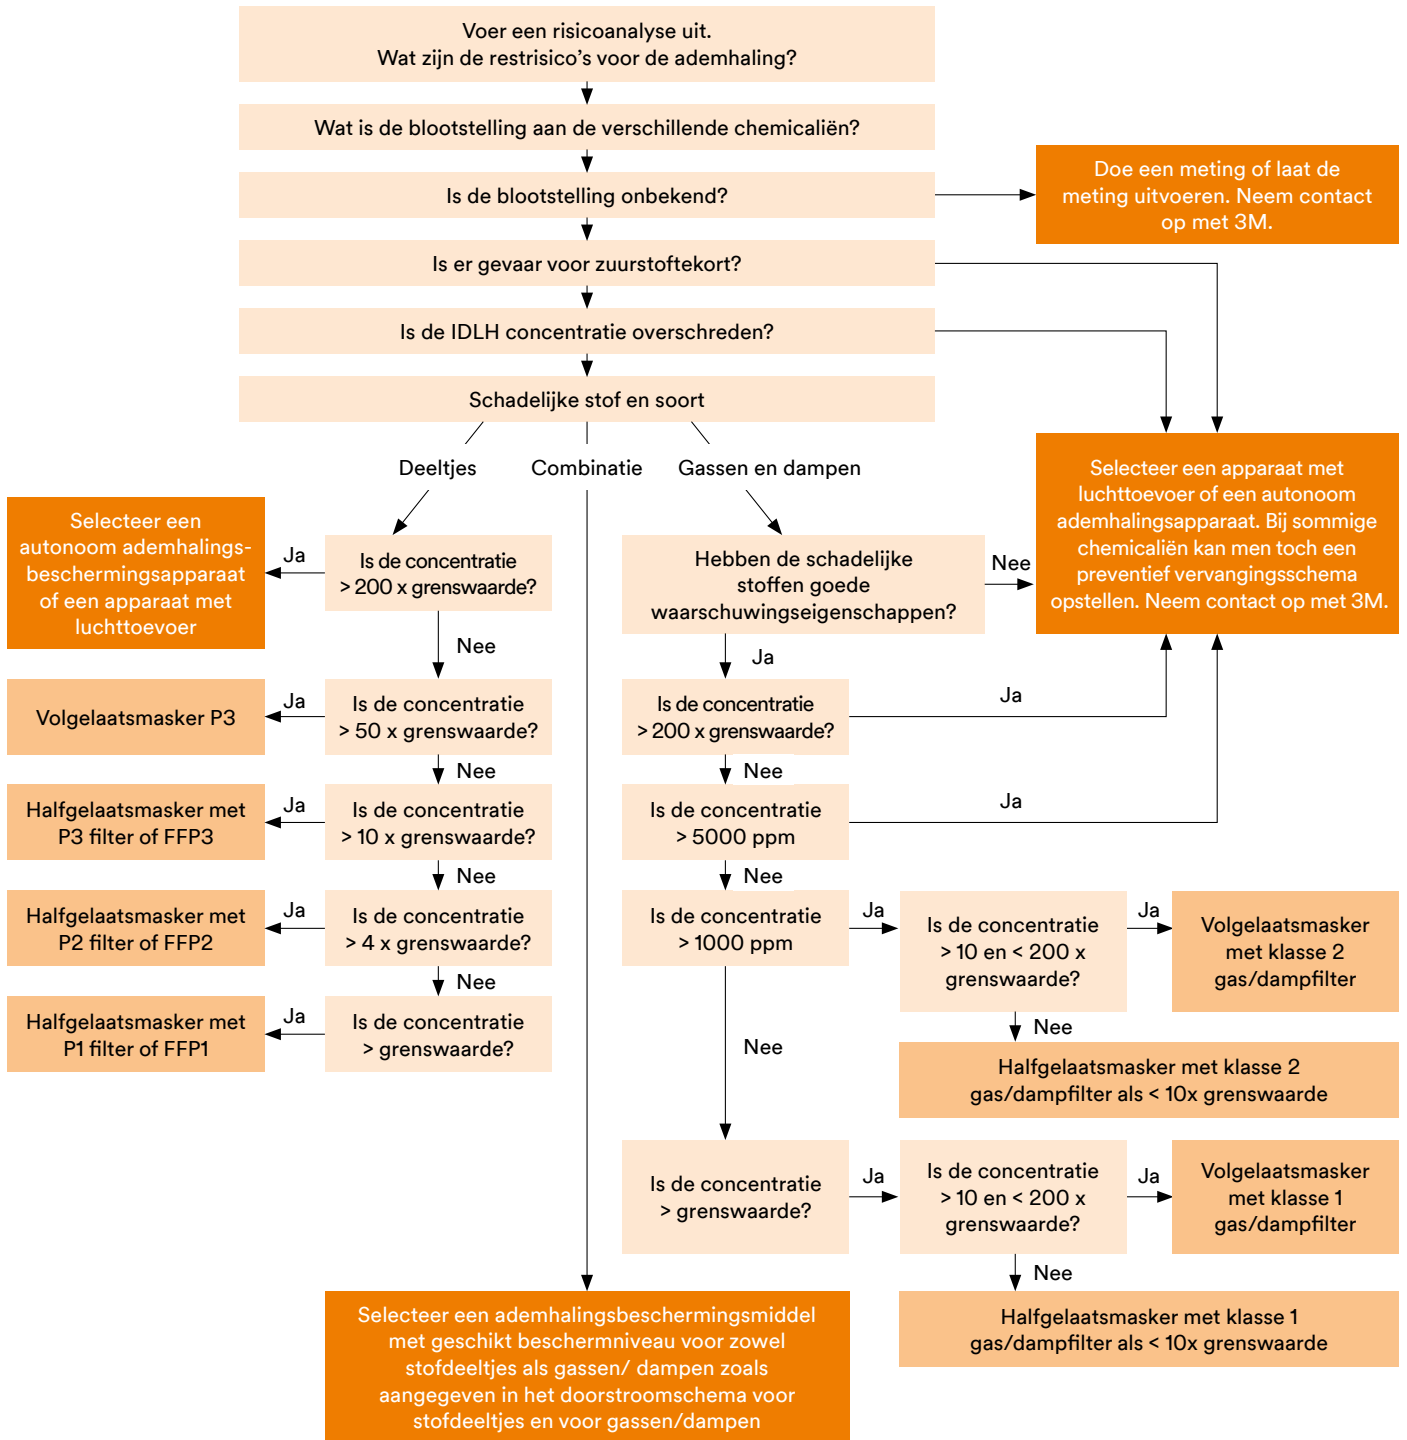 Voer een risicoanalyse uit.
Wat zijn de restrisico’s voor de ademhaling?
Wat is de blootstelling aan de verschillende chemicaliën?
Is de blootstelling onbekend?
Doe een meting of laat de
meting uitvoeren. Neem contact
op met 3M.
Is er gevaar voor zuurstoftekort?
Is de IDLH concentratie overschreden?
Schadelijke stof en soort
Deeltjes
Combinatie
Gassen en dampen
Selecteer een apparaat met
luchttoevoer of een autonoom
ademhalingsapparaat. Bij sommige
chemicaliën kan men toch een
preventief vervangingsschema
opstellen. Neem contact op met 3M.
Selecteer een
autonoom ademhalings-
beschermingsapparaat
of een apparaat met
luchttoevoer
Ja
Is de concentratie
> 200 x grenswaarde?
Nee
Volgelaatsmasker P3
Ja
Is de concentratie
> 50 x grenswaarde?
Nee
Halfgelaatsmasker met
P3 filter of FFP3
Ja
Is de concentratie
> 10 x grenswaarde?
Nee
Halfgelaatsmasker met
P2 filter of FFP2
Ja
Is de concentratie
> 4 x grenswaarde?
Nee
Halfgelaatsmasker met
P1 filter of FFP1
Ja
Is de concentratie
> grenswaarde?
Hebben de schadelijke
stoffen goede
waarschuwingseigenschappen?
Nee
Ja
Is de concentratie
> 200 x grenswaarde?
Ja
Nee
Is de concentratie
> 5000 ppm
Ja
Nee
Is de concentratie
> 1000 ppm
Ja
Is de concentratie
> 10 en < 200 x
grenswaarde?
Ja
Volgelaatsmasker
met klasse 2
gas/dampfilter
Nee
Halfgelaatsmasker met klasse 2
gas/dampfilter als < 10x grenswaarde
Nee
Is de concentratie
> grenswaarde?
Ja
Is de concentratie
> 10 en < 200 x
grenswaarde?
Ja
Volgelaatsmasker
met klasse 1
gas/dampfilter
Nee
Halfgelaatsmasker met klasse 1
gas/dampfilter als < 10x grenswaarde
Selecteer een ademhalingsbeschermingsmiddel
met geschikt beschermniveau voor zowel
stofdeeltjes als gassen/ dampen zoals
aangegeven in het doorstroomschema voor
stofdeeltjes en voor gassen/dampen